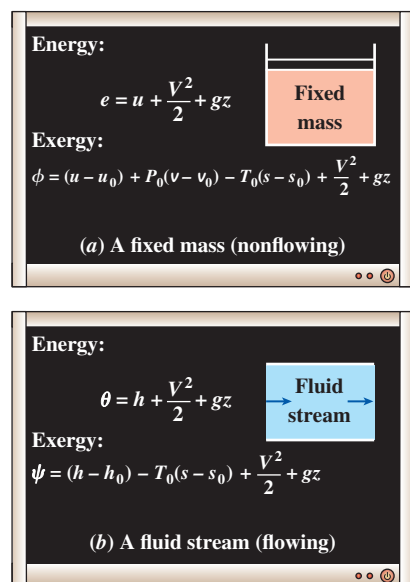 Energy:
e = u + V²/2 + gz
Fixed
mass
Exergy:
ϕ = (u – u₀) + P₀(v – v₀) – T₀(s – s₀) + V²/2 + gz
(a) A fixed mass (nonflowing)
Energy:
θ = h + V²/2 + gz
Fluid
stream
Exergy:
ψ = (h – h₀) – T₀(s – s₀) + V²/2 + gz
(b) A fluid stream (flowing)